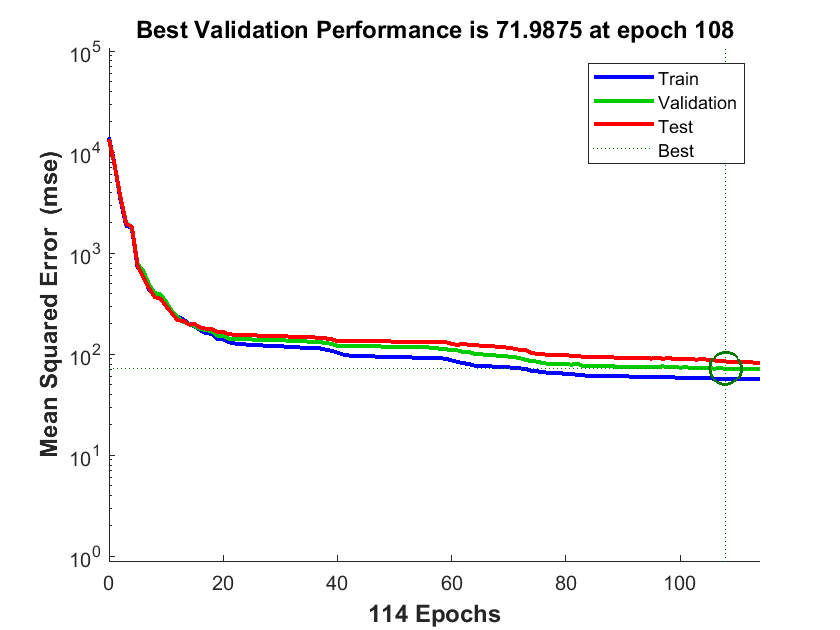 Best Validation Performance is 71.9875 at epoch 108
10^5
10^4
10^3
10^2
10^1
10^0
Mean Squared Error (mse)
Train
Validation
Test
Best
0 20 40 60 80 100
114 Epochs